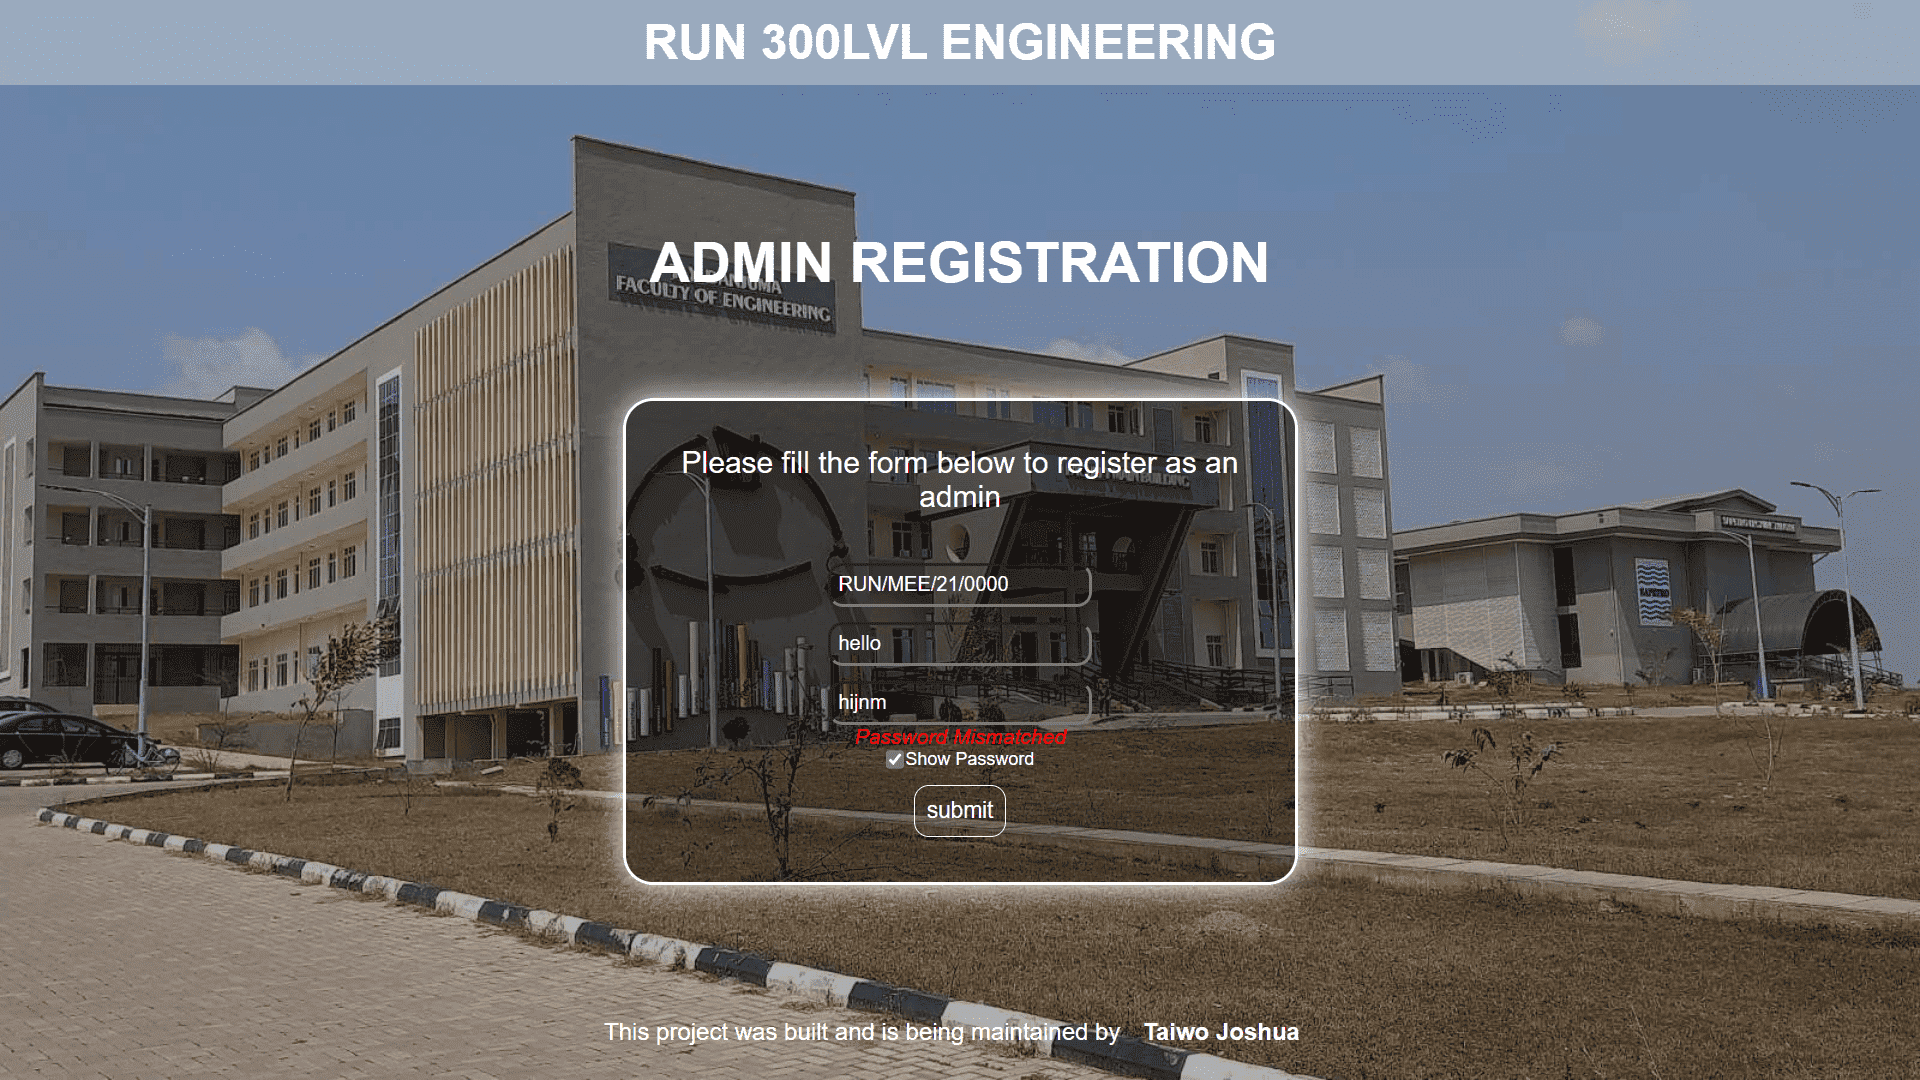 RUN 300LVL ENGINEERING
ADMIN REGISTRATION
FACULTY OF ENGINEERING
Please fill the form below to register as an
admin
RUN/MEE/21/0000
hello
hijnm
Password Mismatched
Show Password
submit
This project was built and is being maintained by Taiwo Joshua